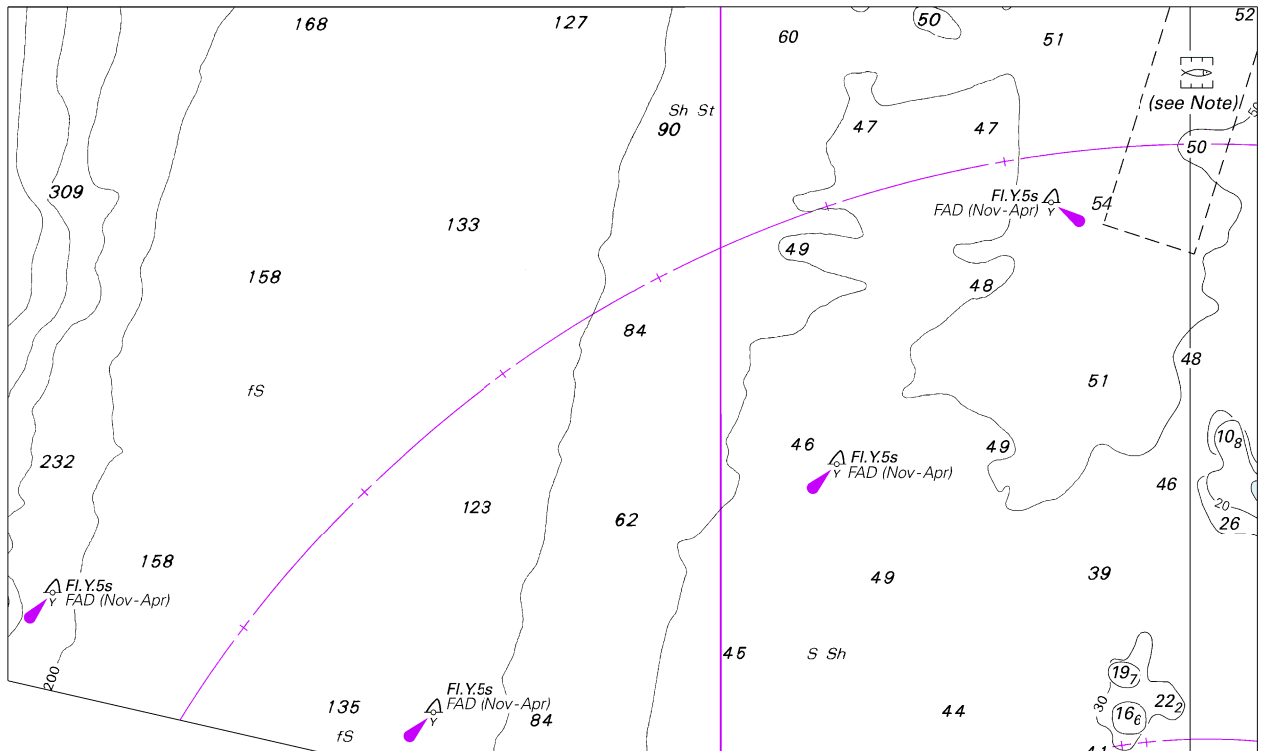 168
127
60
50
51
52
Sh St
90
47
47
(see Note)
50
50
309
Fl.Y.5s
FAD (Nov-Apr)
Y
54
133
49
158
48
84
48
fS
51
46
Fl.Y.5s
FAD (Nov-Apr)
Y
49
10₈
232
46
20
123
62
26
158
49
39
Fl.Y.5s
FAD (Nov-Apr)
Y
45
S Sh
200
19₇
30
22₂
16₆
Fl.Y.5s
FAD (Nov-Apr)
Y
135
84
44
fS
41